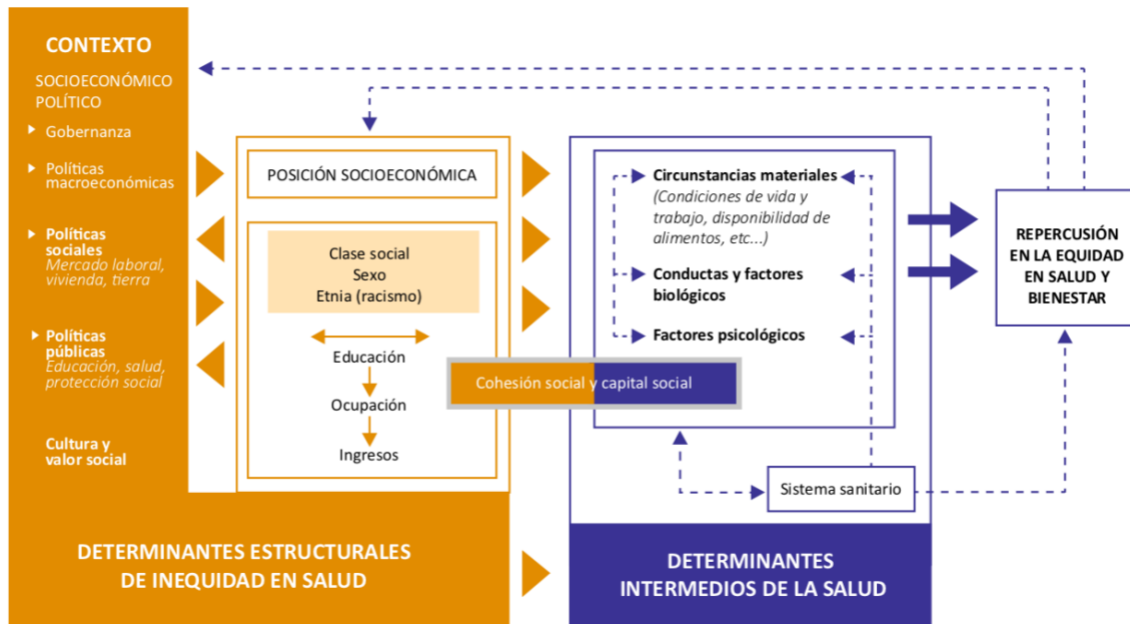 CONTEXTO
SOCIOECONÓMICO
POLÍTICO
Gobernanza
Políticas
macroeconómicas
Políticas
sociales
Mercado laboral,
vivienda, tierra
Políticas
públicas
Educación, salud,
protección social
Cultura y
valor social
POSICIÓN SOCIOECONÓMICA
Clase social
Sexo
Etnia (racismo)
Educación
Ocupación
Ingresos
Cohesión social y capital social
Circunstancias materiales
(Condiciones de vida y
trabajo, disponibilidad de
alimentos, etc...)
Conductas y factores
biológicos
Factores psicológicos
Sistema sanitario
REPERCUSIÓN
EN LA EQUIDAD
EN SALUD Y
BIENESTAR
DETERMINANTES ESTRUCTURALES
DE INEQUIDAD EN SALUD
DETERMINANTES
INTERMEDIOS DE LA SALUD